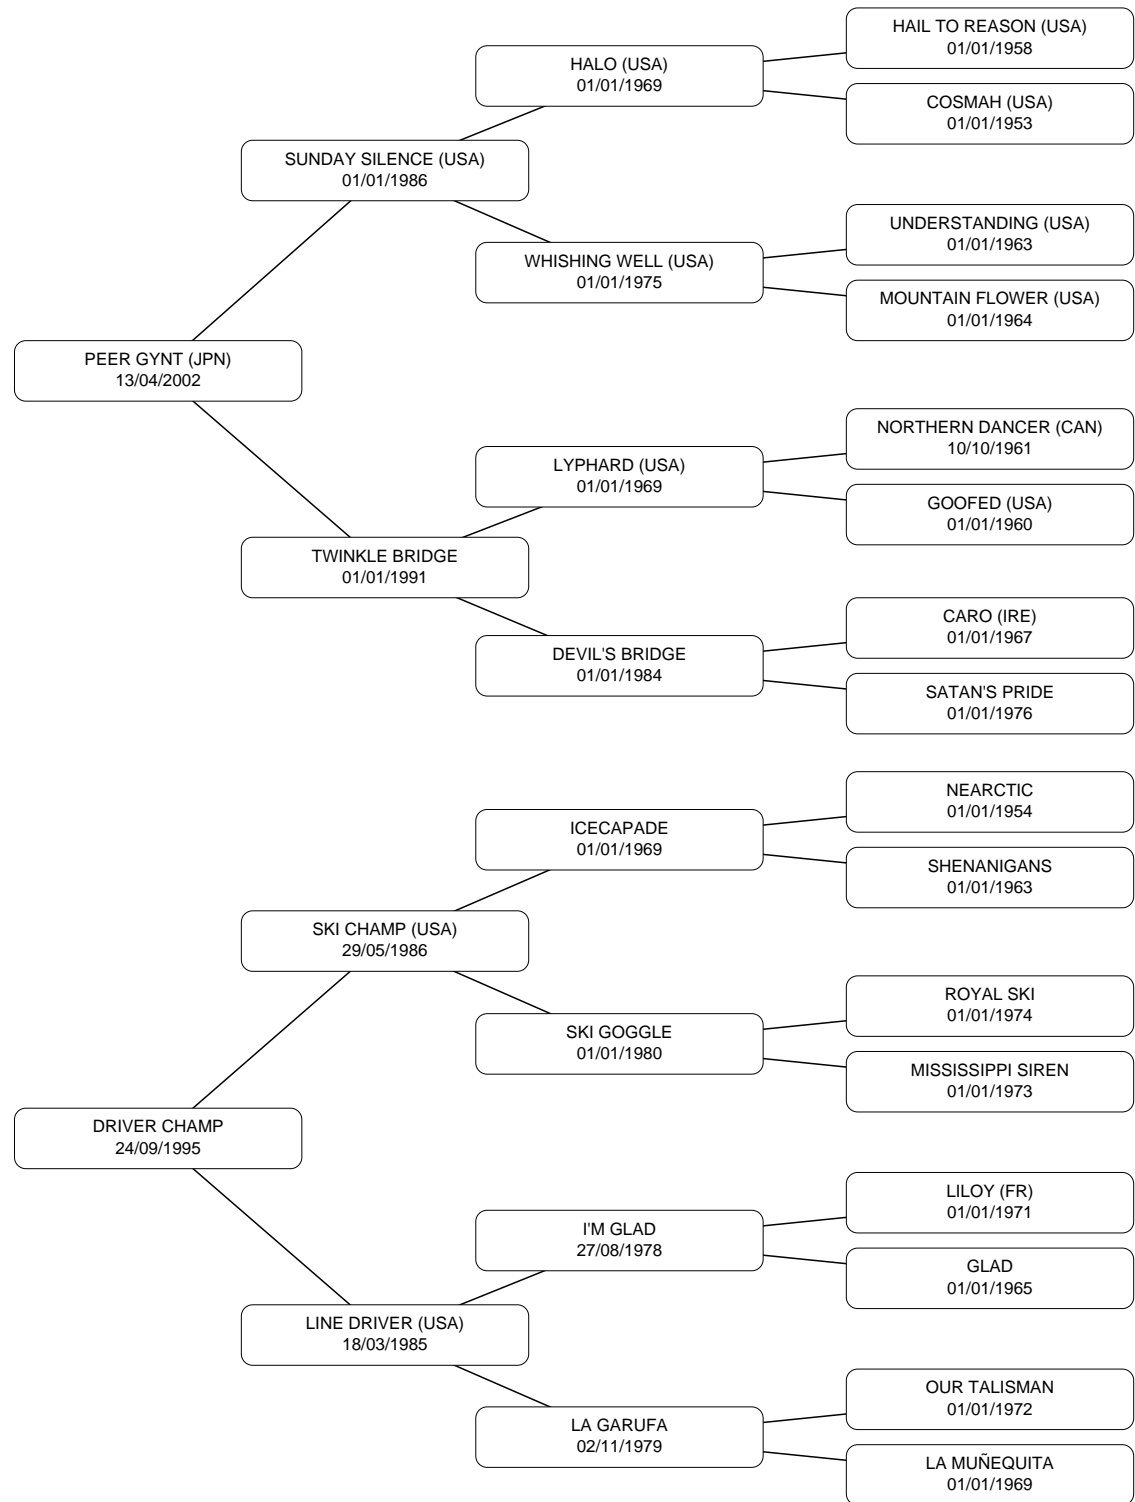 HAIL TO REASON (USA)
01/01/1958
HALO (USA)
01/01/1969
COSMAH (USA)
01/01/1953
SUNDAY SILENCE (USA)
01/01/1986
UNDERSTANDING (USA)
01/01/1963
WHISHING WELL (USA)
01/01/1975
MOUNTAIN FLOWER (USA)
01/01/1964
PEER GYNT (JPN)
13/04/2002
NORTHERN DANCER (CAN)
10/10/1961
LYPHARD (USA)
01/01/1969
GOOFED (USA)
01/01/1960
TWINKLE BRIDGE
01/01/1991
CARO (IRE)
01/01/1967
DEVIL'S BRIDGE
01/01/1984
SATAN'S PRIDE
01/01/1976
NEARCTIC
01/01/1954
ICECAPADE
01/01/1969
SHENANIGANS
01/01/1963
SKI CHAMP (USA)
29/05/1986
ROYAL SKI
01/01/1974
SKI GOGGLE
01/01/1980
MISSISSIPPI SIREN
01/01/1973
DRIVER CHAMP
24/09/1995
LILOY (FR)
01/01/1971
I'M GLAD
27/08/1978
GLAD
01/01/1965
LINE DRIVER (USA)
18/03/1985
OUR TALISMAN
01/01/1972
LA GARUFA
02/11/1979
LA MUÑEQUITA
01/01/1969